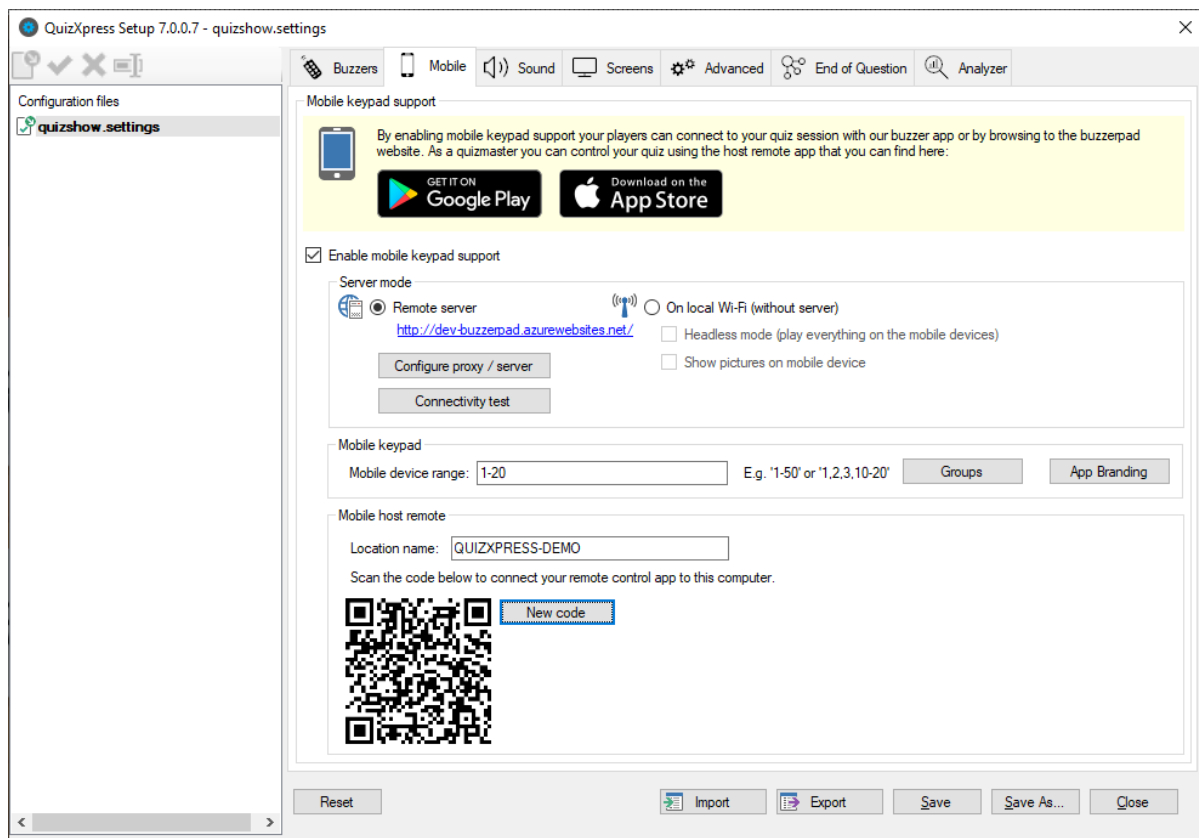 QuizXpress Setup 7.0.0.7 - quizshow.settings
Buzzers Mobile Sound Screens Advanced End of Question Analyzer
Configuration files
quizshow.settings
Mobile keypad support
By enabling mobile keypad support your players can connect to your quiz session with our buzzer app or by browsing to the buzzerpad
website. As a quizmaster you can control your quiz using the host remote app that you can find here:
GET IT ON
Google Play
Download on the
App Store
Enable mobile keypad support
Server mode
Remote server
On local Wi-Fi (without server)
http://dev-buzzerpad.azurewebsites.net/
Headless mode (play everything on the mobile devices)
Show pictures on mobile device
Configure proxy / server
Connectivity test
Mobile keypad
Mobile device range: 1-20 E.g. '1-50' or '1,2,3,10-20' Groups App Branding
Mobile host remote
Location name: QUIZXPRESS-DEMO
Scan the code below to connect your remote control app to this computer.
New code
Reset Import Export Save Save As... Close